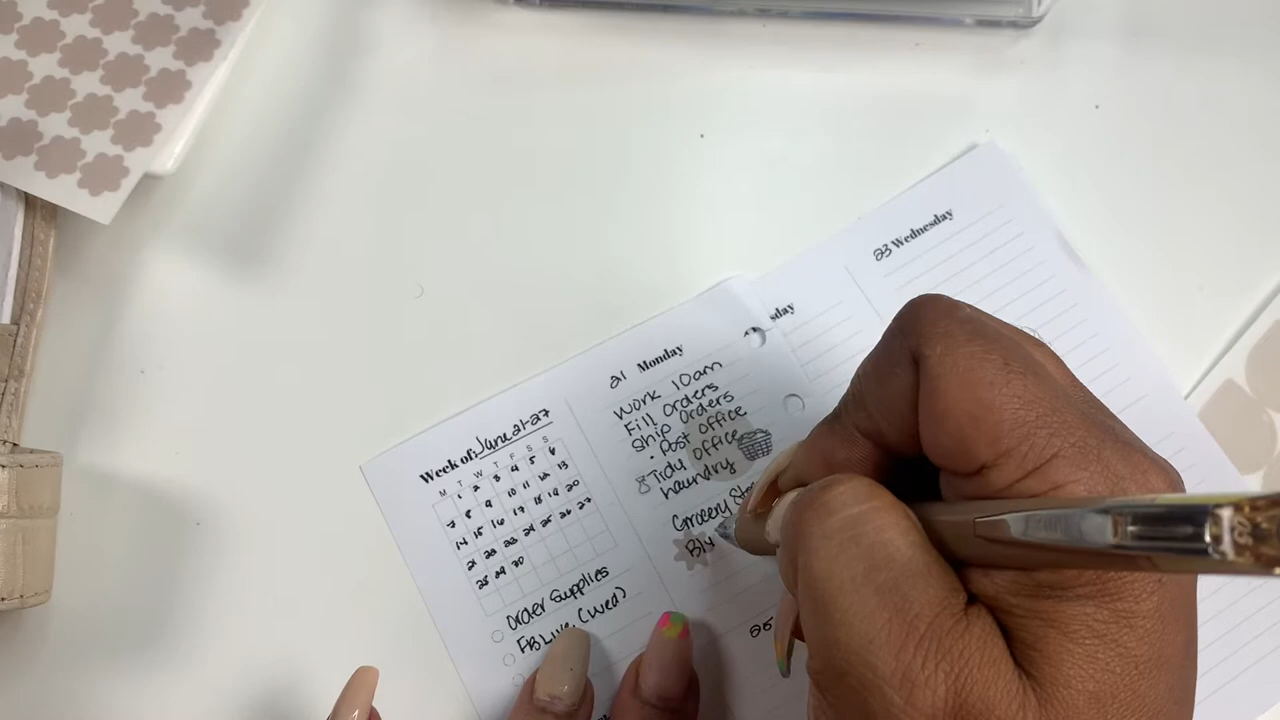 Week of: June 21-27
M T W T F S S
1 2 3 4 5 6
7 8 9 10 11 12 13
14 15 16 17 18 19 20
21 22 23 24 25 26 27
28 29 30
Order Supplies
FB Live (Wed)
21 Monday
Work 10am
Fill Orders
Ship Orders
• Post Office
Tidy Office
Laundry
Grocery
sday
23 Wednesday
25